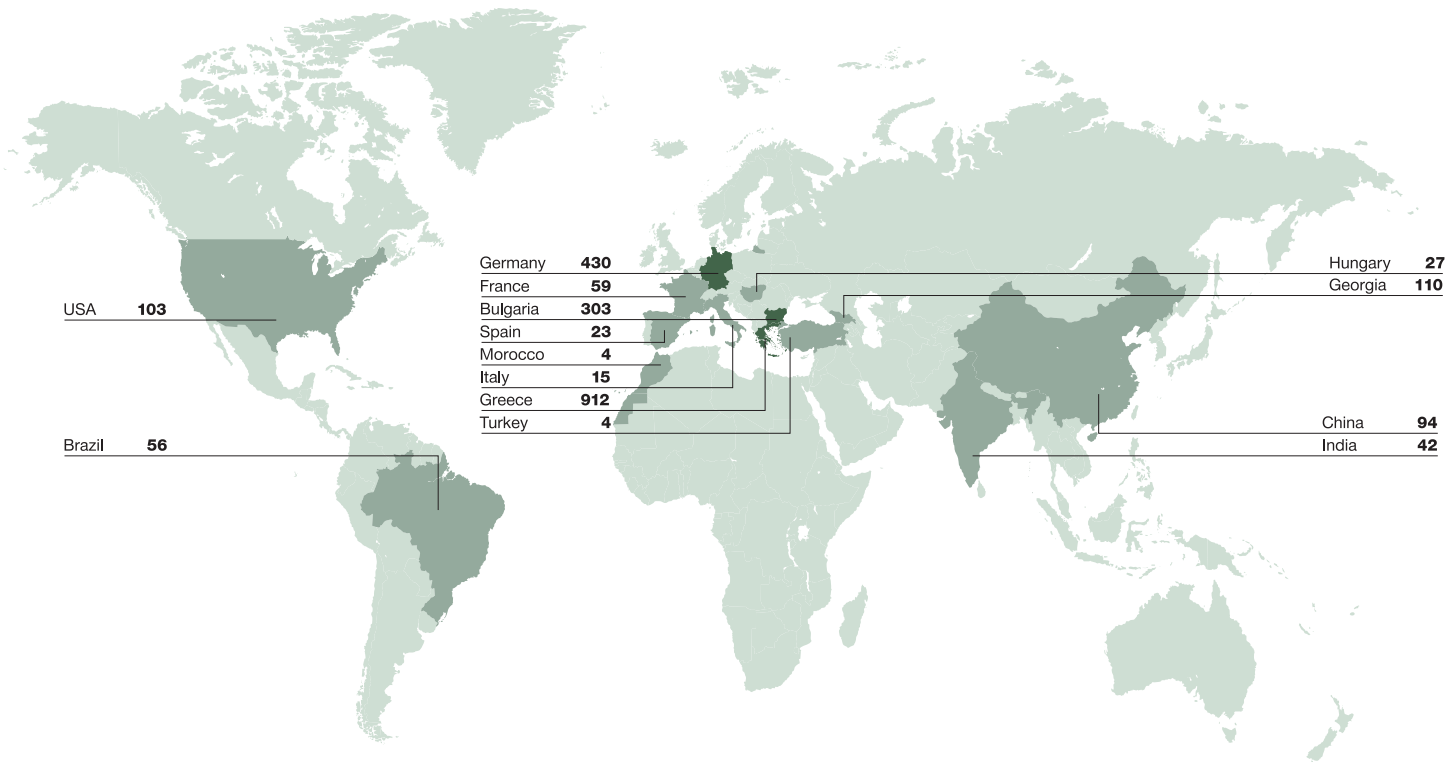 Germany 430
France 59
Bulgaria 303
Spain 23
Morocco 4
Italy 15
Greece 912
Turkey 4
USA 103
Brazil 56
Hungary 27
Georgia 110
China 94
India 42